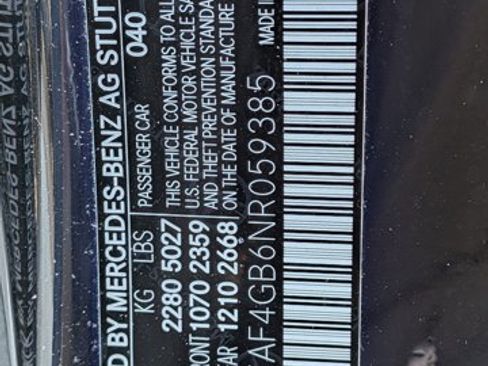 D BY MERCEDES-BENZ AG STUT
KG LBS PASSENGER CAR 040
2280 5027 THIS VEHICLE CONFORMS TO ALL
RONT 1070 2359 U.S. FEDERAL MOTOR VEHICLE SA
AR 1210 2668 AND THEFT PREVENTION STANDA
ON THE DATE OF MANUFACTURE
AF4GB6NR059385 MADE IN